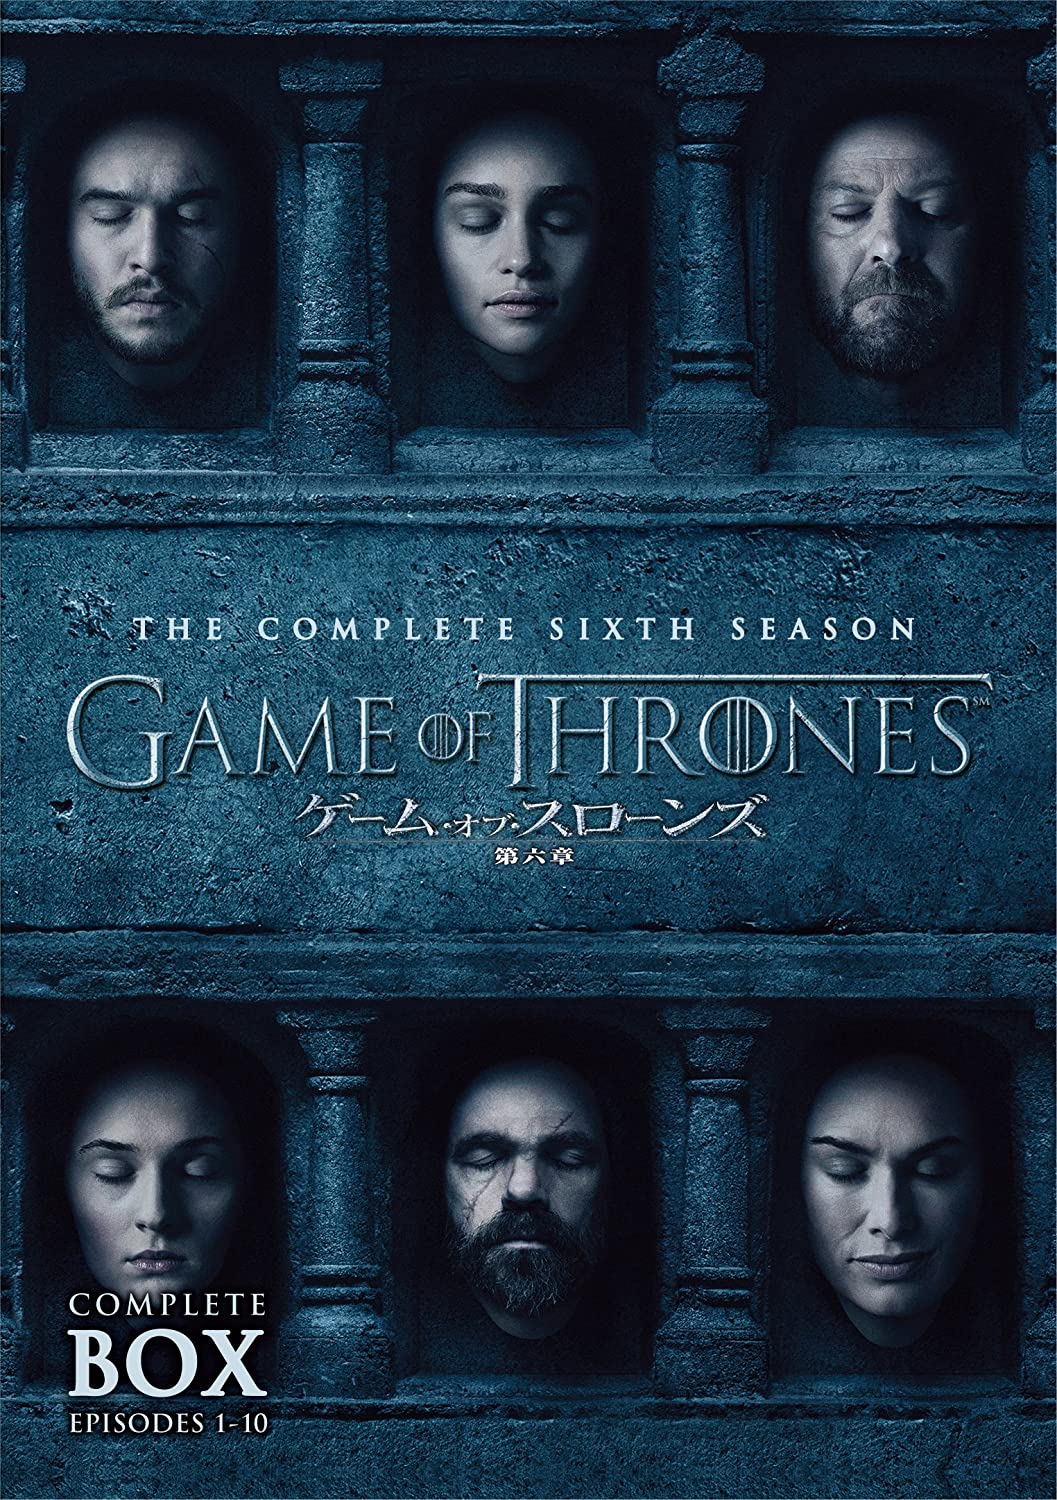 THE COMPLETE SIXTH SEASON
GAME OF THRONES℠
ゲーム・オブ・スローンズ
第六章
COMPLETE
BOX
EPISODES 1-10